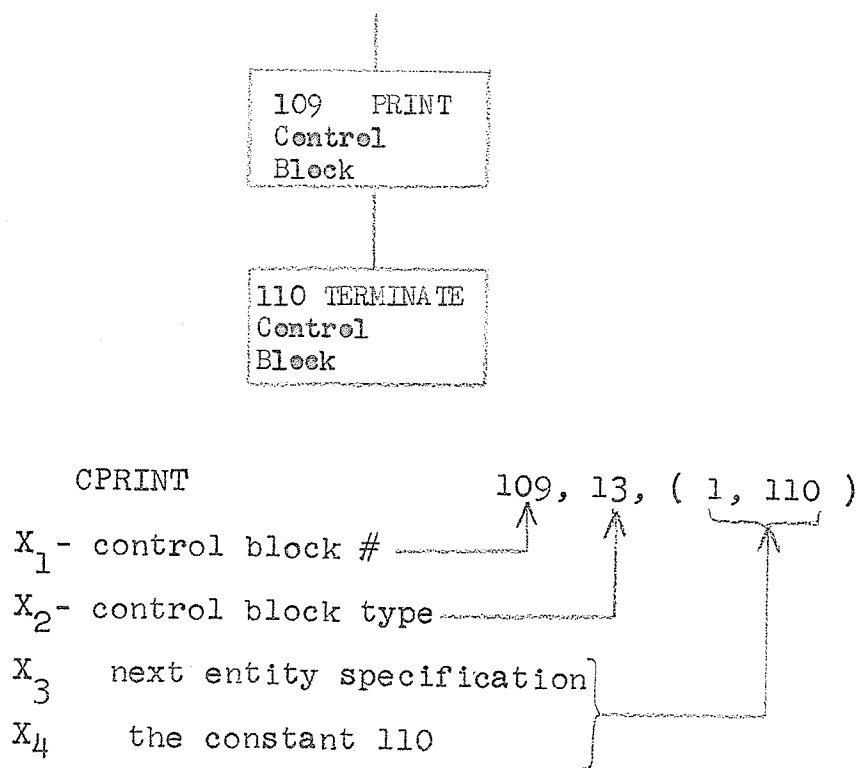 109 PRINT
Control
Block
110 TERMINATE
Control
Block
CPRINT 109, 13, ( 1, 110 )
X1- control block #
X2- control block type
X3 next entity specification
X4 the constant 110